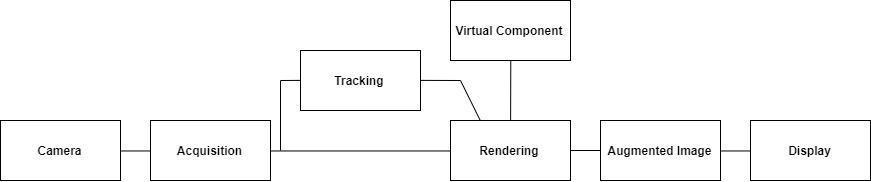 Virtual Component
Tracking
Camera
Acquisition
Rendering
Augmented Image
Display